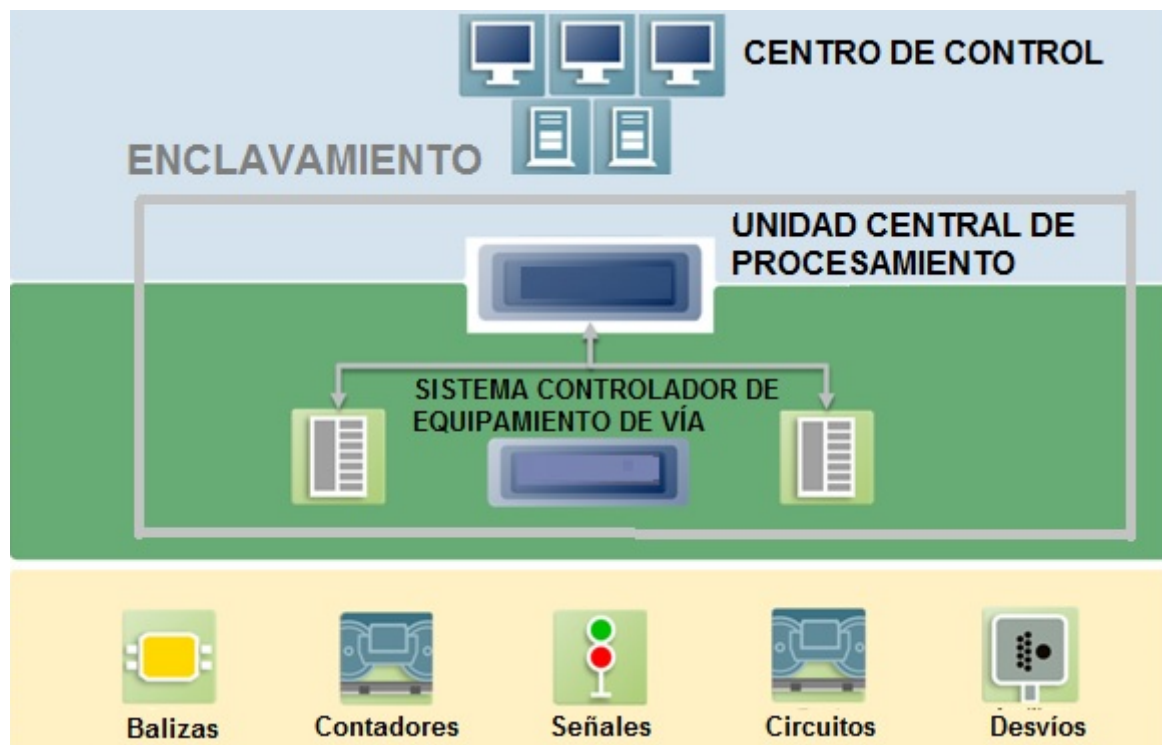 CENTRO DE CONTROL
ENCLAVAMIENTO
UNIDAD CENTRAL DE
PROCESAMIENTO
SISTEMA CONTROLADOR DE
EQUIPAMIENTO DE VÍA
Balizas
Contadores
Señales
Circuitos
Desvíos